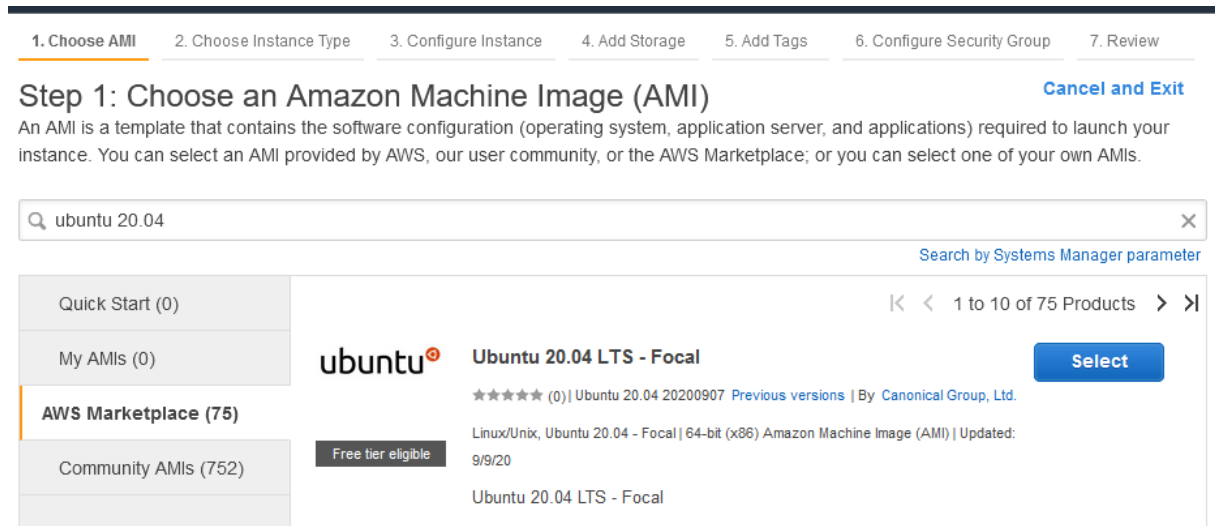 1. Choose AMI 2. Choose Instance Type 3. Configure Instance 4. Add Storage 5. Add Tags 6. Configure Security Group 7. Review
Step 1: Choose an Amazon Machine Image (AMI)
Cancel and Exit
An AMI is a template that contains the software configuration (operating system, application server, and applications) required to launch your
instance. You can select an AMI provided by AWS, our user community, or the AWS Marketplace; or you can select one of your own AMIs.
ubuntu 20.04
Search by Systems Manager parameter
Quick Start (0)
My AMIs (0)
AWS Marketplace (75)
Community AMIs (752)
1 to 10 of 75 Products
ubuntu
Free tier eligible
Ubuntu 20.04 LTS - Focal
Select
(0) | Ubuntu 20.04 20200907 Previous versions | By Canonical Group, Ltd.
Linux/Unix, Ubuntu 20.04 - Focal | 64-bit (x86) Amazon Machine Image (AMI) | Updated:
9/9/20
Ubuntu 20.04 LTS - Focal